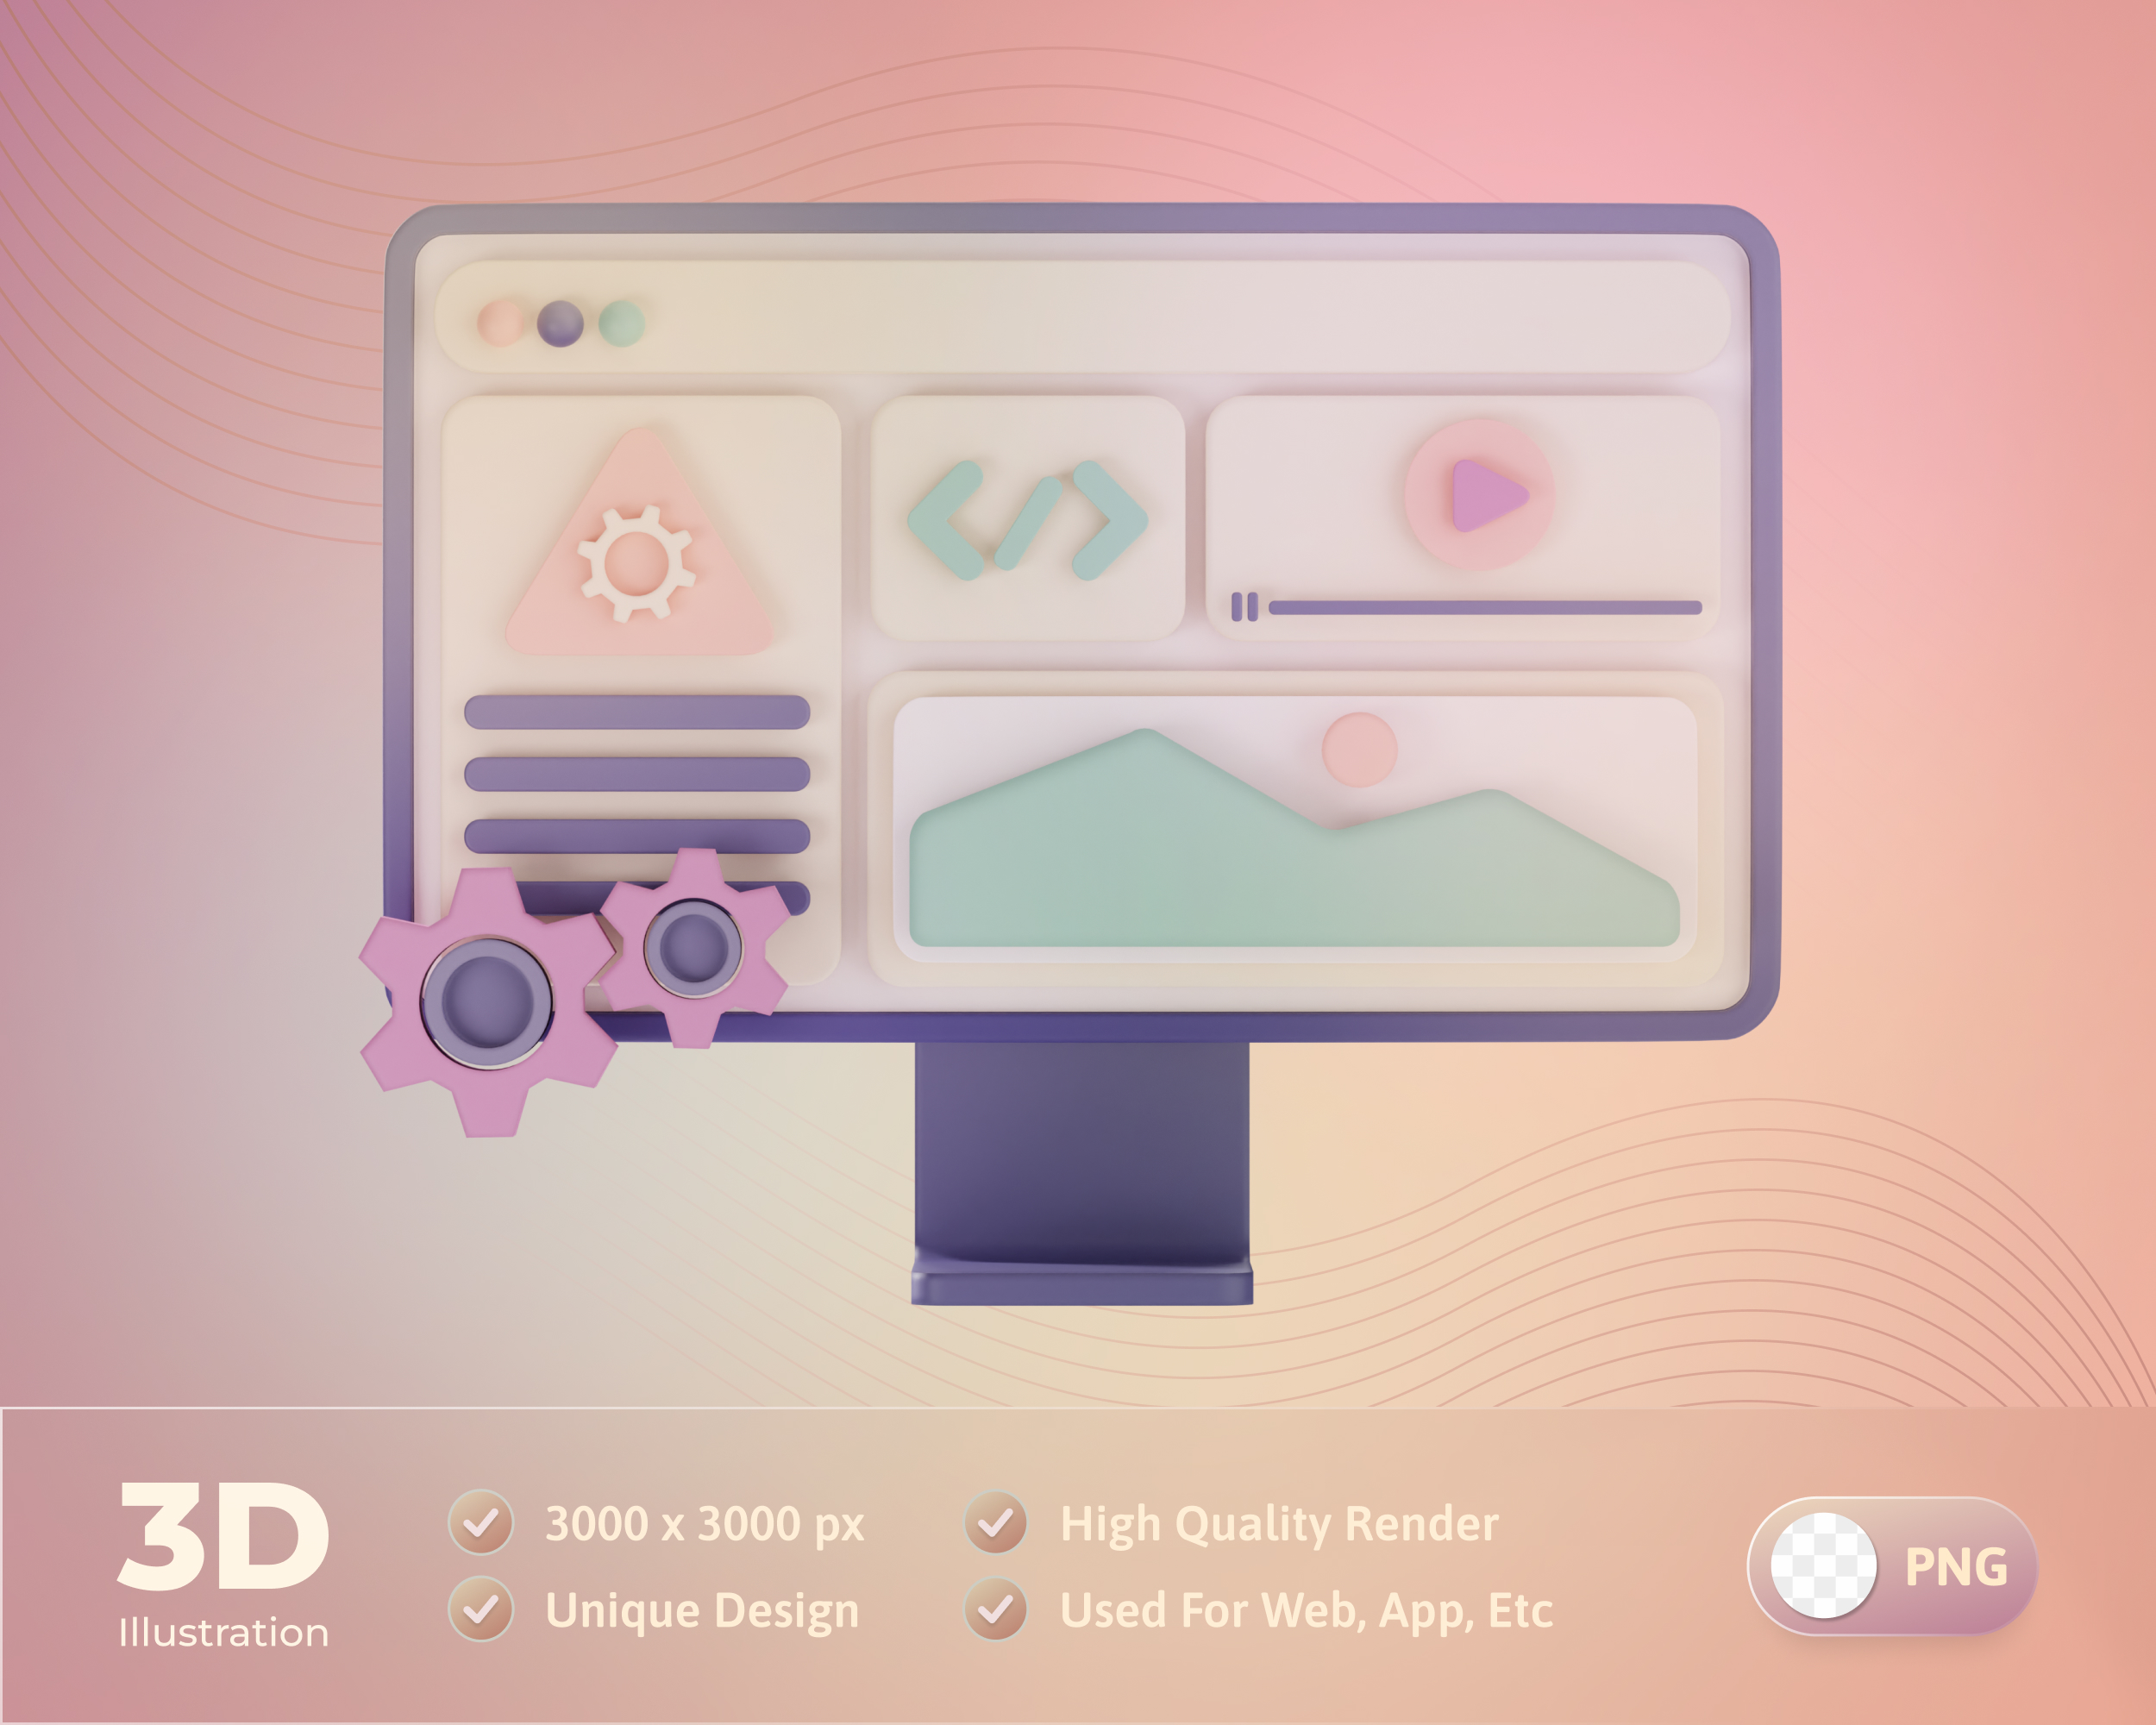 3D
Illustration
3000 x 3000 px
Unique Design
High Quality Render
Used For Web, App, Etc
PNG